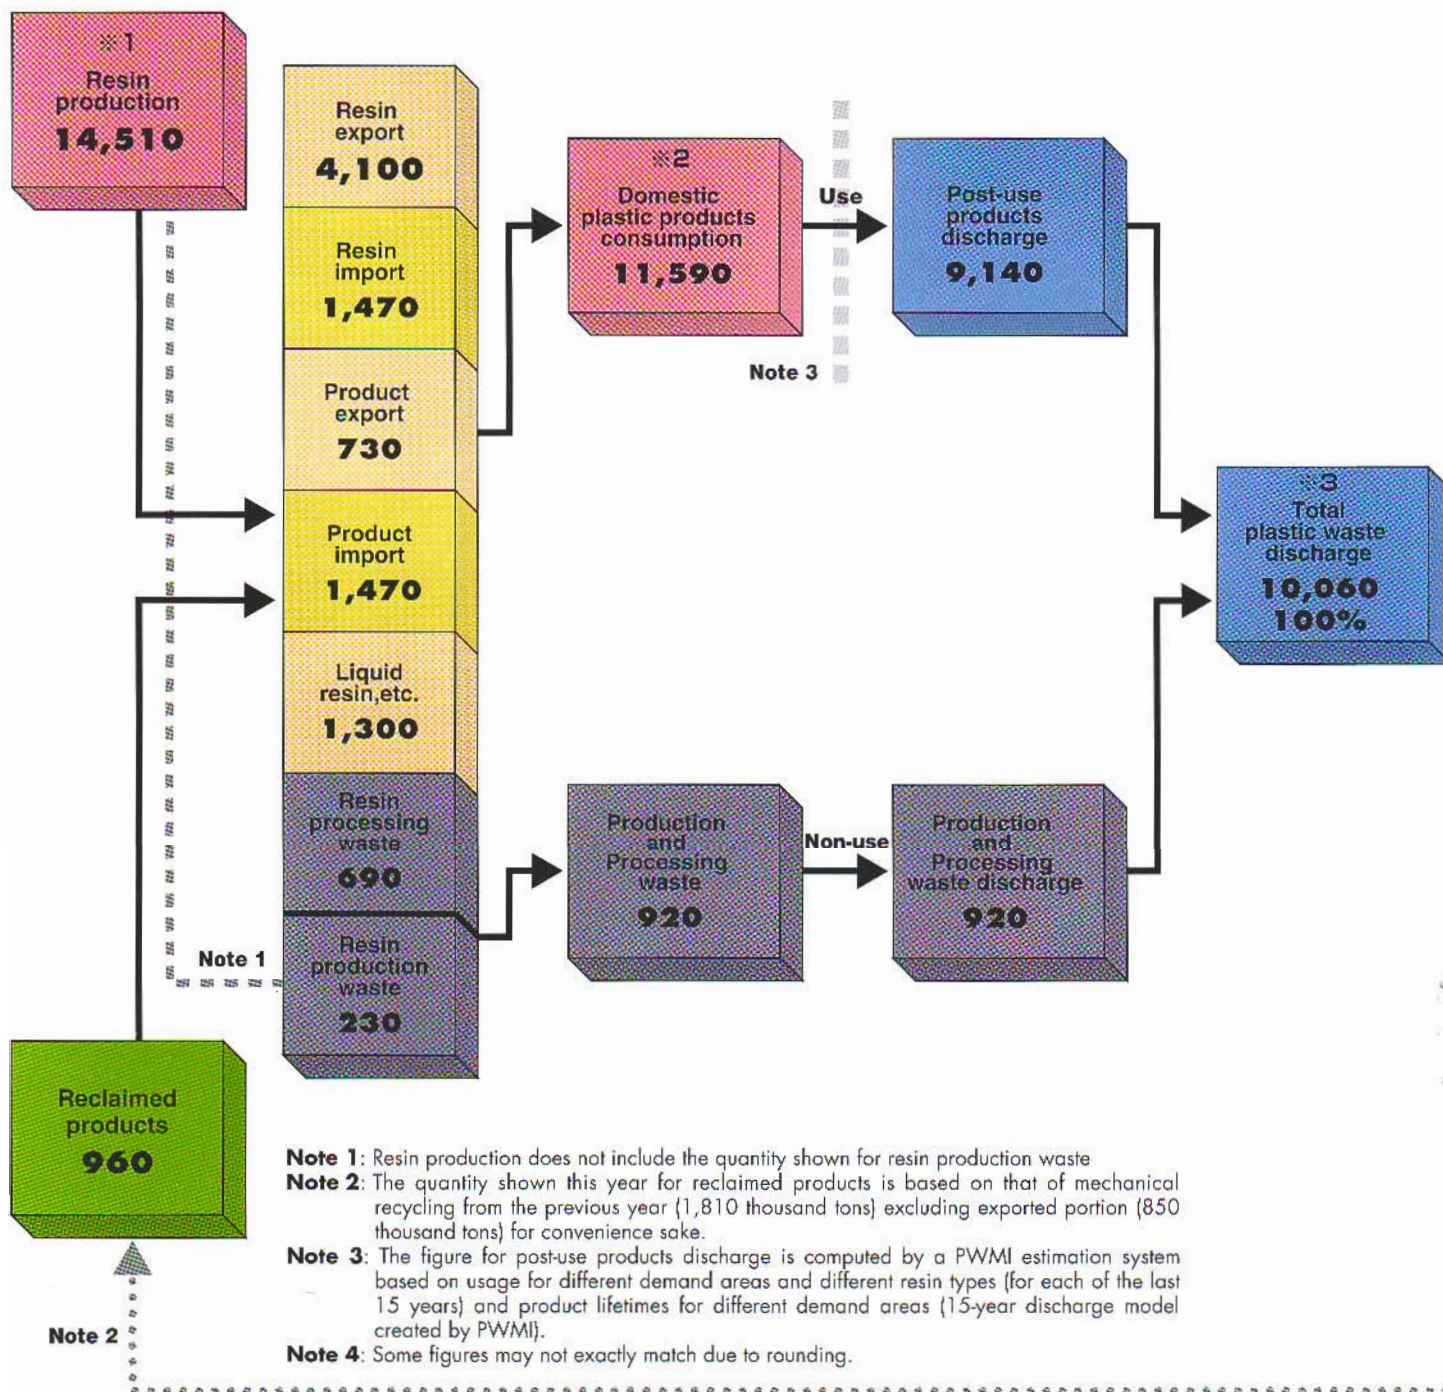 ※1
Resin
production
14,510
Resin
export
4,100
Resin
import
1,470
Product
export
730
Product
import
1,470
Liquid
resin,etc.
1,300
Resin
processing
waste
690
Resin
production
waste
230
※2
Domestic
plastic products
consumption
11,590
Use
Post-use
products
discharge
9,140
Note 3
※3
Total
plastic waste
discharge
10,060
100%
Production
and
Processing
waste
920
Non-use
Production
and
Processing
waste discharge
920
Note 1
Reclaimed
products
960
Note 2
Note 1: Resin production does not include the quantity shown for resin production waste
Note 2: The quantity shown this year for reclaimed products is based on that of mechanical
recycling from the previous year (1,810 thousand tons) excluding exported portion (850
thousand tons) for convenience sake.
Note 3: The figure for post-use products discharge is computed by a PWMI estimation system
based on usage for different demand areas and different resin types (for each of the last
15 years) and product lifetimes for different demand areas (15-year discharge model
created by PWMI).
Note 4: Some figures may not exactly match due to rounding.